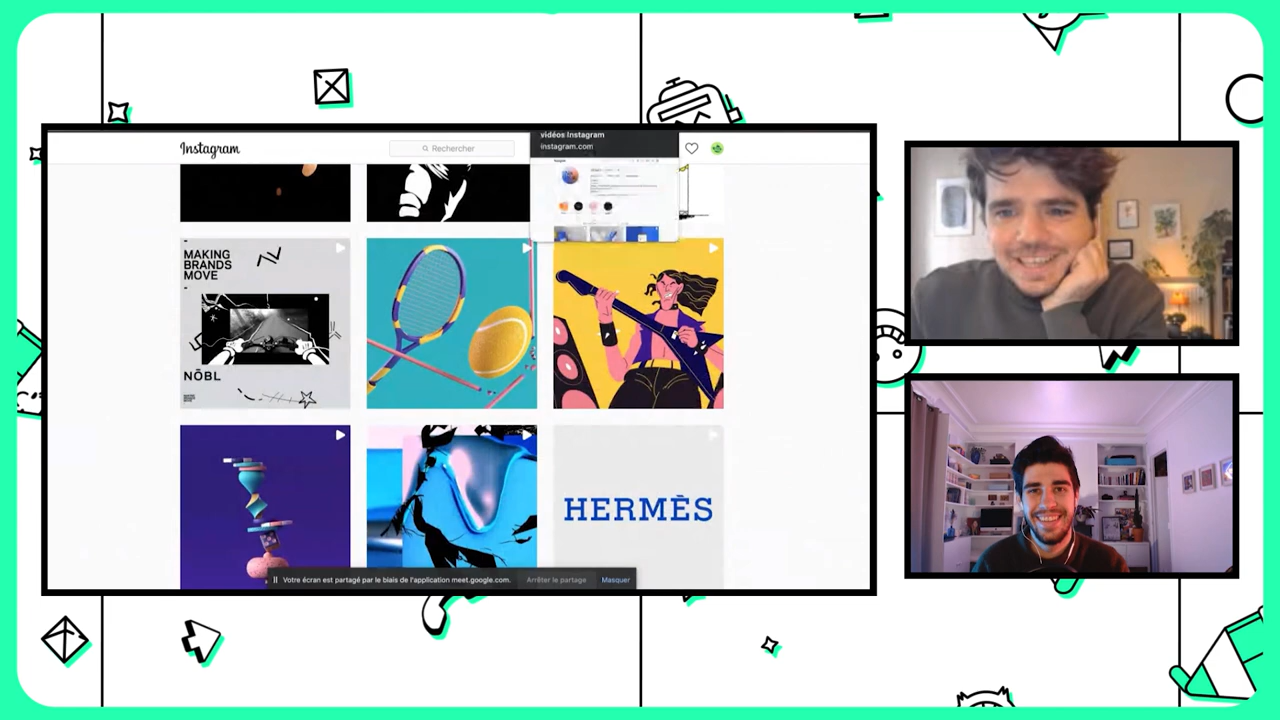 vidéos Instagram
instagram.com
Instagram
Rechercher
MAKING
BRANDS
MOVE
NŌBL
HERMÈS
Votre écran est partagé par le biais de l'application meet.google.com.
Arrêter le partage
Masquer